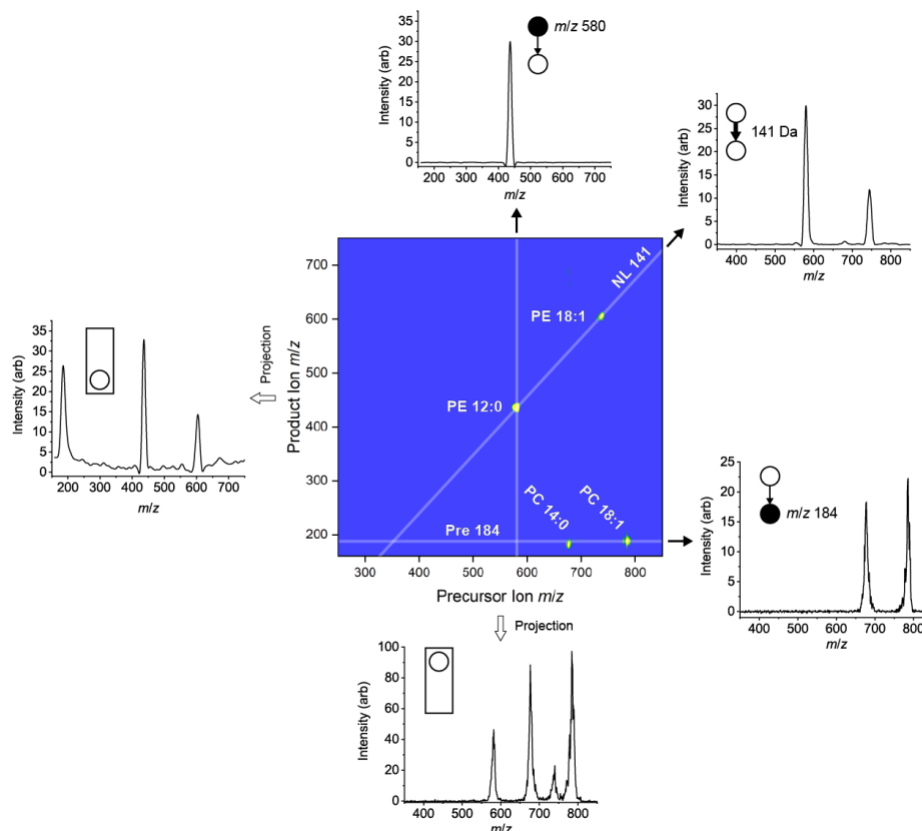 m/z 580
Intensity (arb)
35
30
25
20
15
10
5
0
200 300 400 500 600 700
m/z
141 Da
Intensity (arb)
30
25
20
15
10
5
0
400 500 600 700 800
m/z
Product Ion m/z
700
600
500
400
300
200
NL 141
PE 18:1
PE 12:0
PC 14:0
PC 18:1
Pre 184
300 400 500 600 700 800
Precursor Ion m/z
Projection
Intensity (arb)
35
30
25
20
15
10
5
0
200 300 400 500 600 700
m/z
m/z 184
Intensity (arb)
25
20
15
10
5
0
400 500 600 700 800
m/z
Projection
Intensity (arb)
100
80
60
40
20
0
400 500 600 700 800
m/z